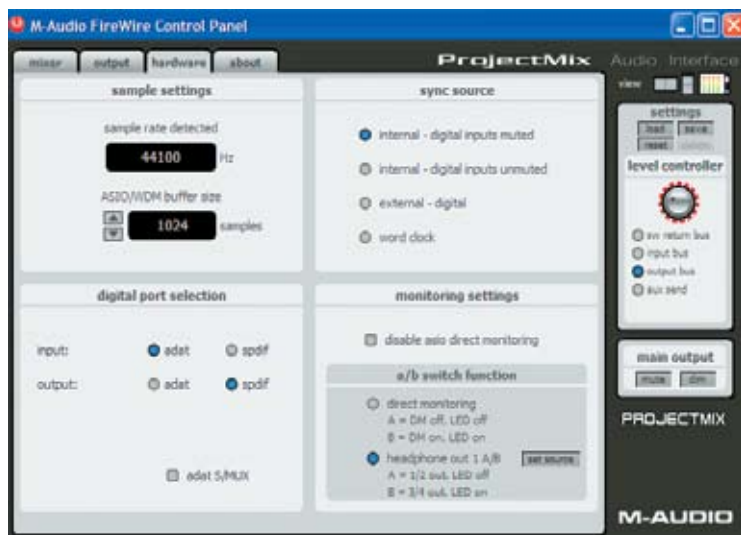 M-Audio FireWire Control Panel
mixer output hardware about
ProjectMix Audio Interface
sample settings
sample rate detected
44100 Hz
ASIO/WDM buffer size
1024 samples
sync source
internal - digital inputs muted
internal - digital inputs unmuted
external - digital
word clock
digital port selection
input: adat spdif
output: adat spdif
adat S/MUX
monitoring settings
disable asio direct monitoring
a/b switch function
direct monitoring
A = DM off, LED off
B = DM on, LED on
headphone out 1 A/B set source
A = 1/2 out, LED off
B = 3/4 out, LED on
view
settings
load save
reset
level controller
sw return bus
input bus
output bus
aux send
main output
mute dim
PROJECTMIX
M-AUDIO